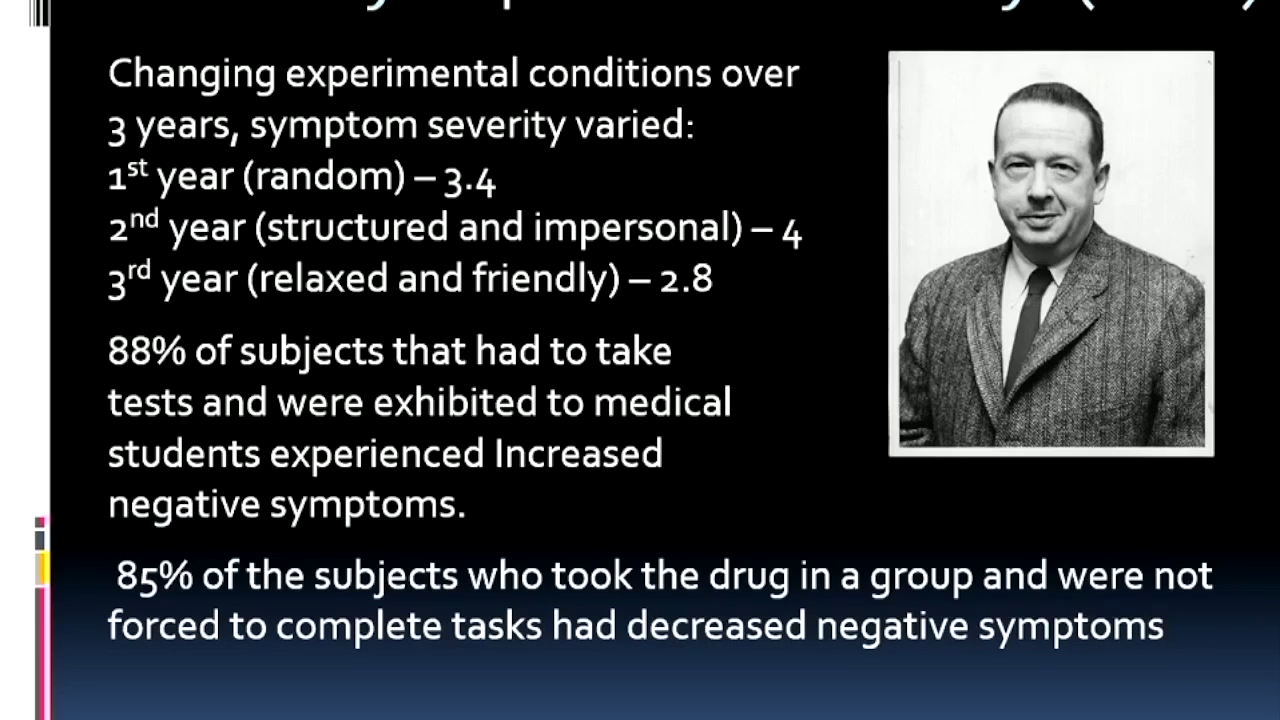 Changing experimental conditions over
3 years, symptom severity varied:
1st year (random) – 3.4
2nd year (structured and impersonal) – 4
3rd year (relaxed and friendly) – 2.8
88% of subjects that had to take
tests and were exhibited to medical
students experienced Increased
negative symptoms.
85% of the subjects who took the drug in a group and were not
forced to complete tasks had decreased negative symptoms